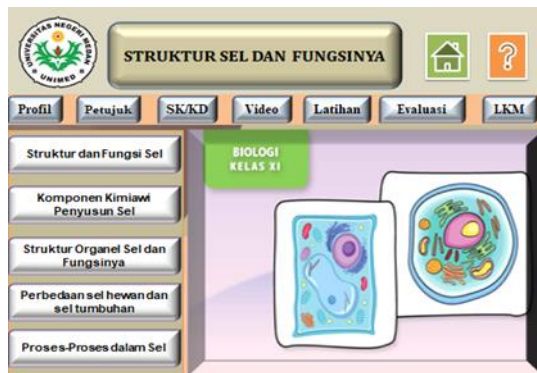 UNIVERSITAS NEGERI MEDAN
UNIMED
STRUKTUR SEL DAN FUNGSINYA
?
Profil
Petujuk
SK/KD
Video
Latihan
Evaluasi
LKM
Struktur dan Fungsi Sel
Komponen Kimiawi
Penyusun Sel
Struktur Organel Sel dan
Fungsinya
Perbedaan sel hewan dan
sel tumbuhan
Proses-Proses dalam Sel
BIOLOGI
KELAS XI